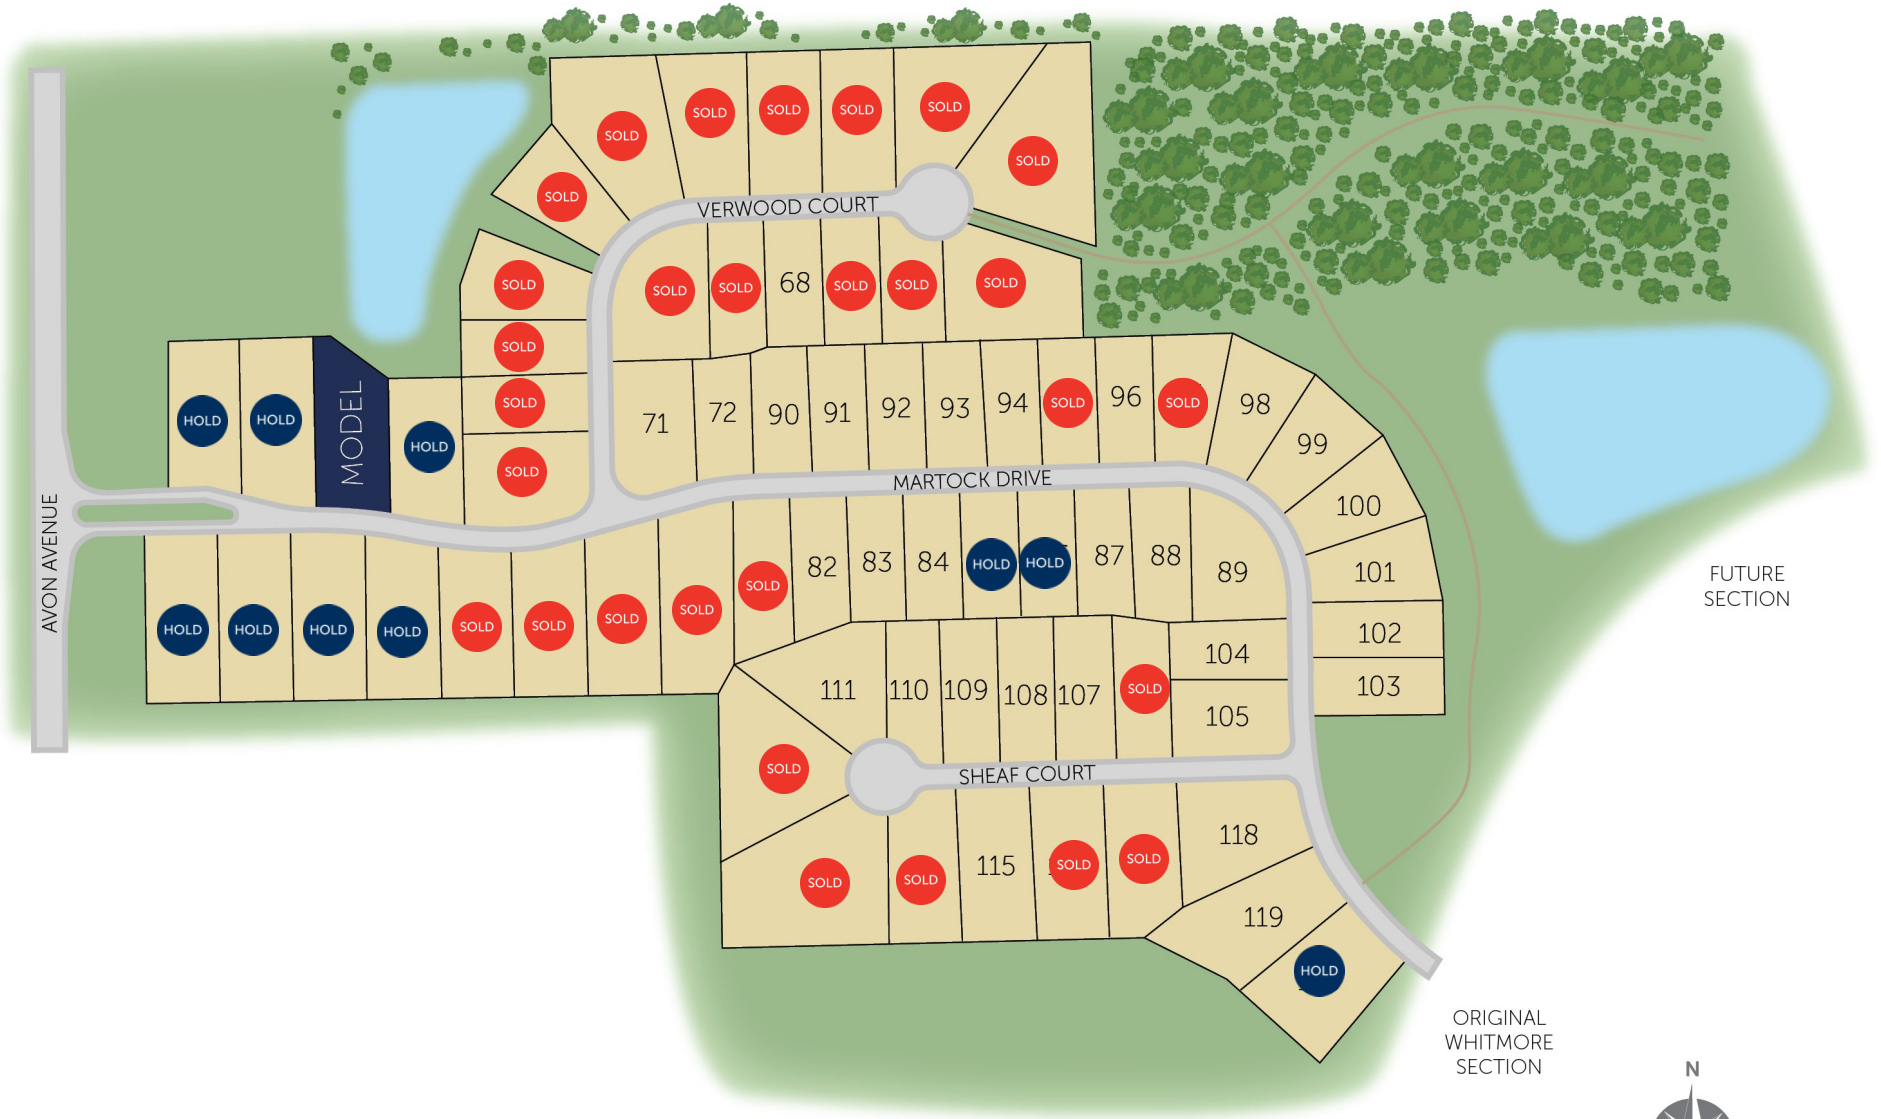 SOLD
SOLD
SOLD
SOLD
SOLD
SOLD
SOLD
VERWOOD COURT
SOLD
SOLD
68
SOLD
SOLD
SOLD
SOLD
SOLD
SOLD
SOLD
HOLD
HOLD
MODEL
HOLD
71
72
90
91
92
93
94
SOLD
96
SOLD
98
99
100
101
102
103
MARTOCK DRIVE
AVON AVENUE
HOLD
HOLD
HOLD
HOLD
SOLD
SOLD
SOLD
SOLD
SOLD
82
83
84
HOLD
HOLD
87
88
89
104
105
111
110
109
108
107
SOLD
SOLD
SHEAF COURT
SOLD
SOLD
115
SOLD
SOLD
118
119
HOLD
FUTURE
SECTION
ORIGINAL
WHITMORE
SECTION
N